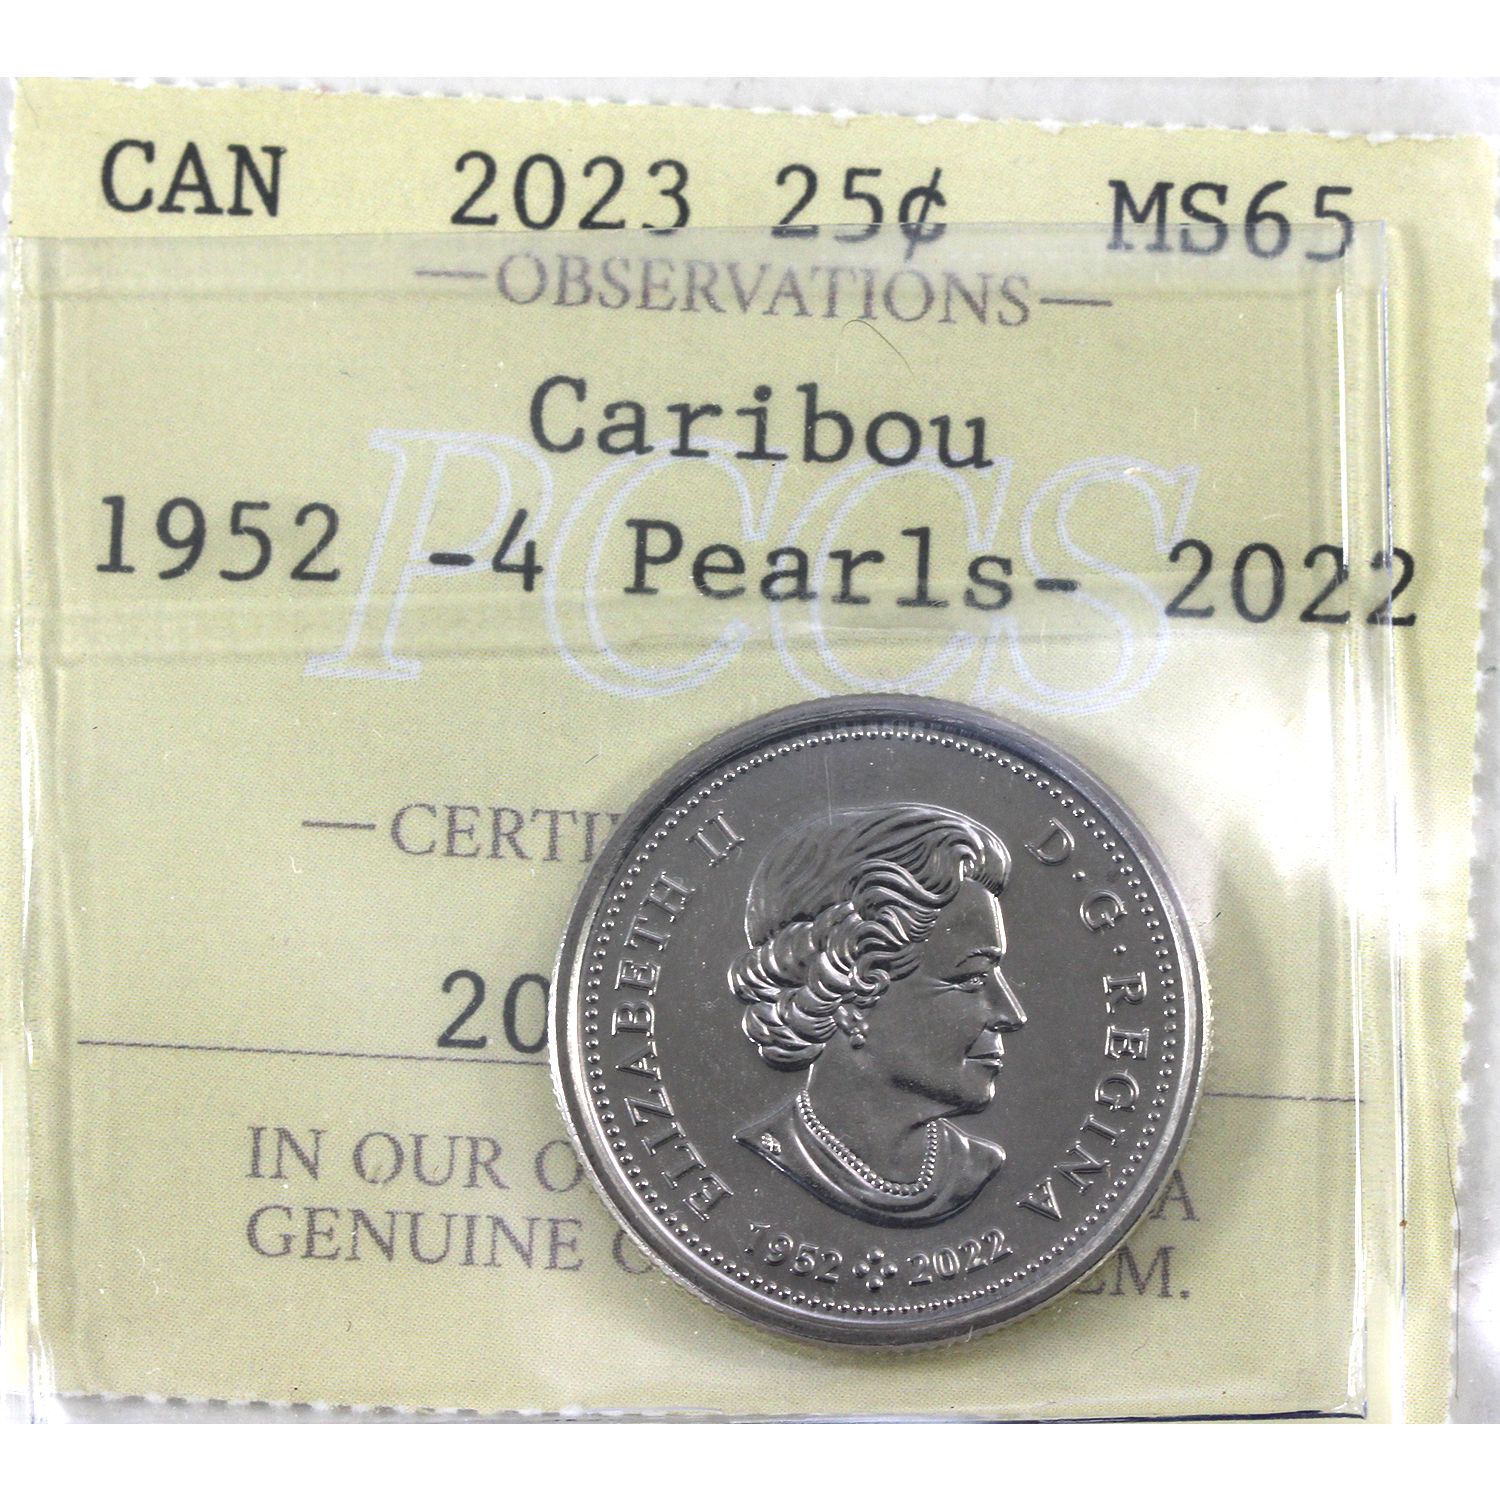 CAN 2023 25¢ MS65
—OBSERVATIONS—
Caribou
1952 -4 Pearls- 2022
PCCS
—CERTI
20
IN OUR O A
GENUINE EM.
ELIZABETH II D·G·REGINA
1952 2022